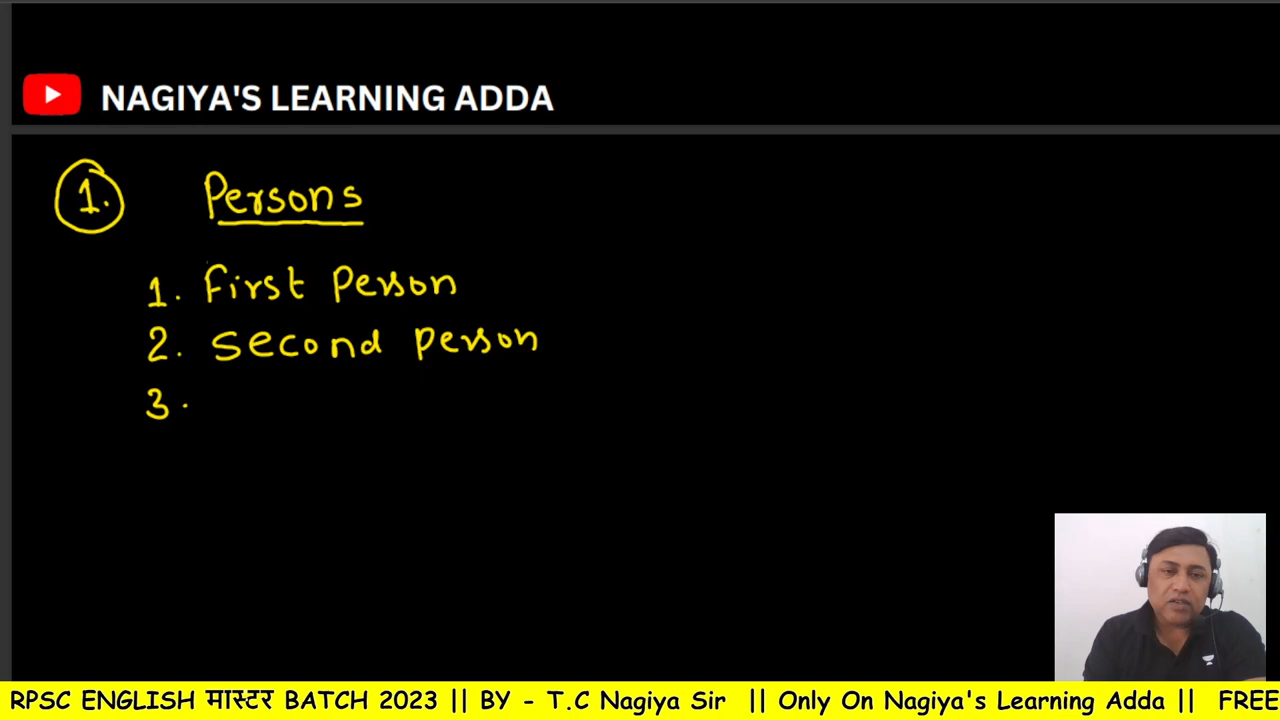 NAGIYA'S LEARNING ADDA
1. Persons
1. First Person
2. Second Person
3.
RPSC ENGLISH मास्टर BATCH 2023 || BY - T.C Nagiya Sir || Only On Nagiya's Learning Adda || FREE